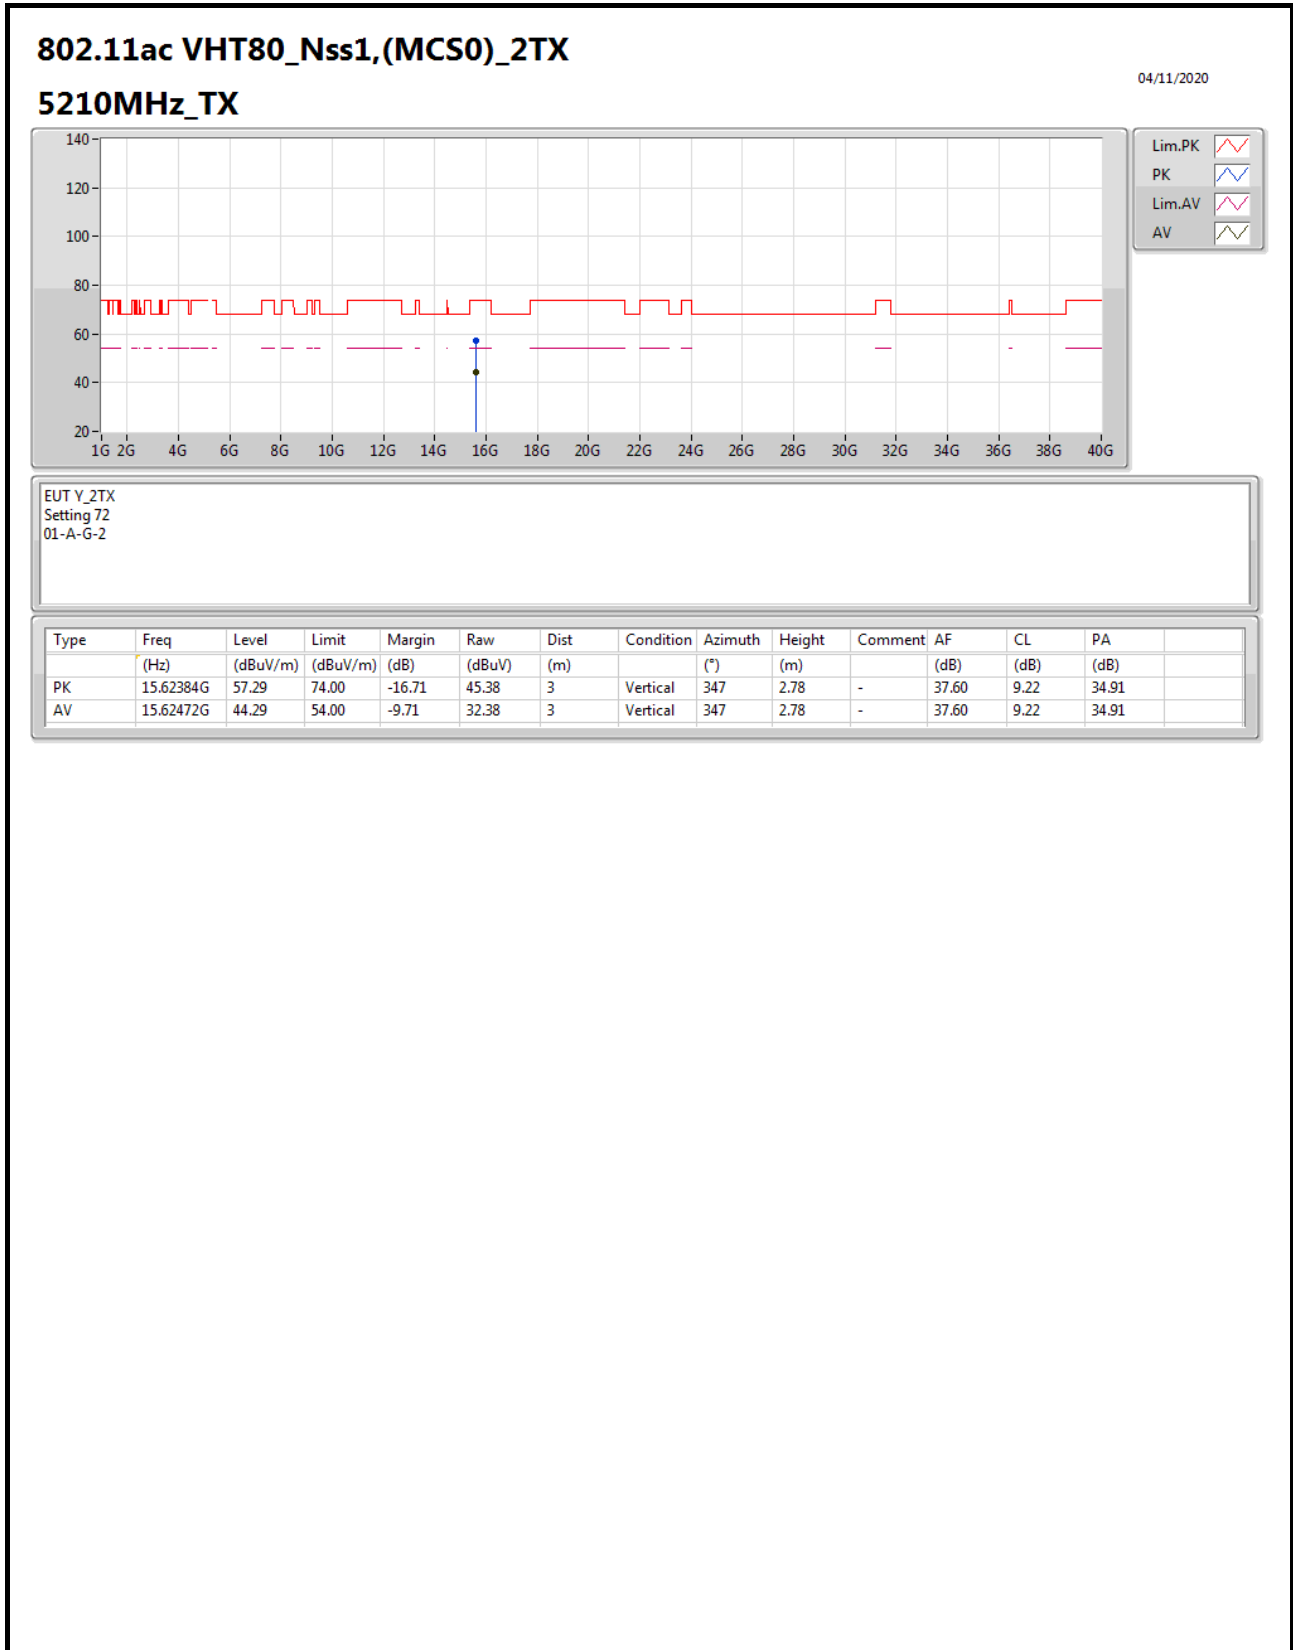 802.11ac VHT80_Nss1,(MCS0)_2TX
04/11/2020
5210MHz_TX
140
120
100
80
60
40
20
1G 2G 4G 6G 8G 10G 12G 14G 16G 18G 20G 22G 24G 26G 28G 30G 32G 34G 36G 38G 40G
Lim.PK
PK
Lim.AV
AV
EUT Y_2TX
Setting 72
01-A-G-2
Type Freq Level Limit Margin Raw Dist Condition Azimuth Height Comment AF CL PA
(Hz) (dBuV/m) (dBuV/m) (dB) (dBuV) (m) (°) (m) (dB) (dB) (dB)
PK 15.62384G 57.29 74.00 -16.71 45.38 3 Vertical 347 2.78 - 37.60 9.22 34.91
AV 15.62472G 44.29 54.00 -9.71 32.38 3 Vertical 347 2.78 - 37.60 9.22 34.91